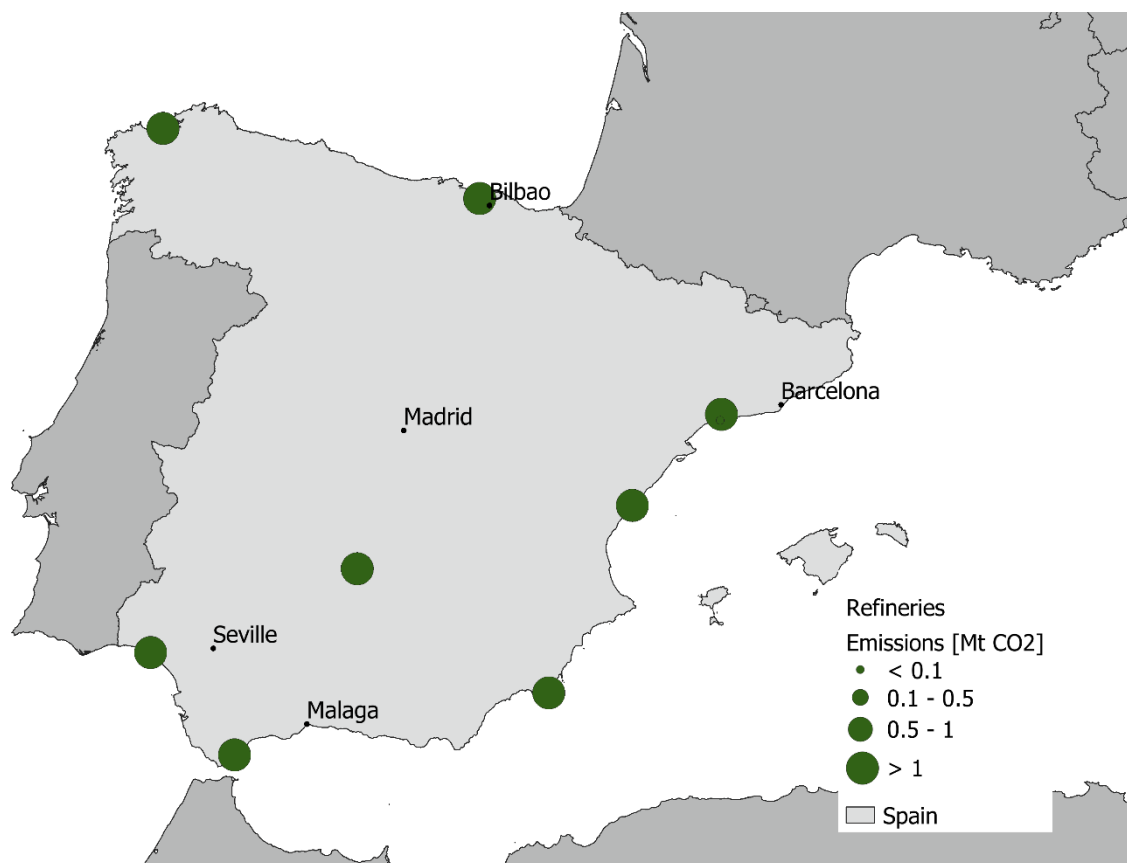 Bilbao
Barcelona
Madrid
Seville
Malaga
Refineries
Emissions [Mt CO2]
< 0.1
0.1 - 0.5
0.5 - 1
> 1
Spain